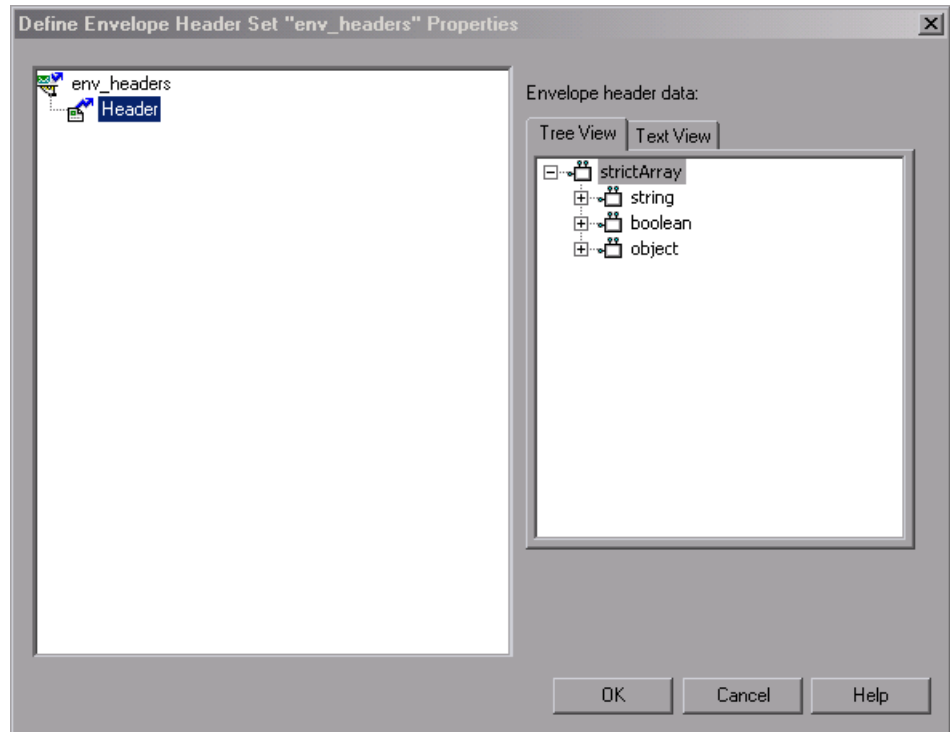 Define Envelope Header Set "env_headers" Properties
env_headers
Header
Envelope header data:
Tree View
Text View
strictArray
string
boolean
object
OK
Cancel
Help